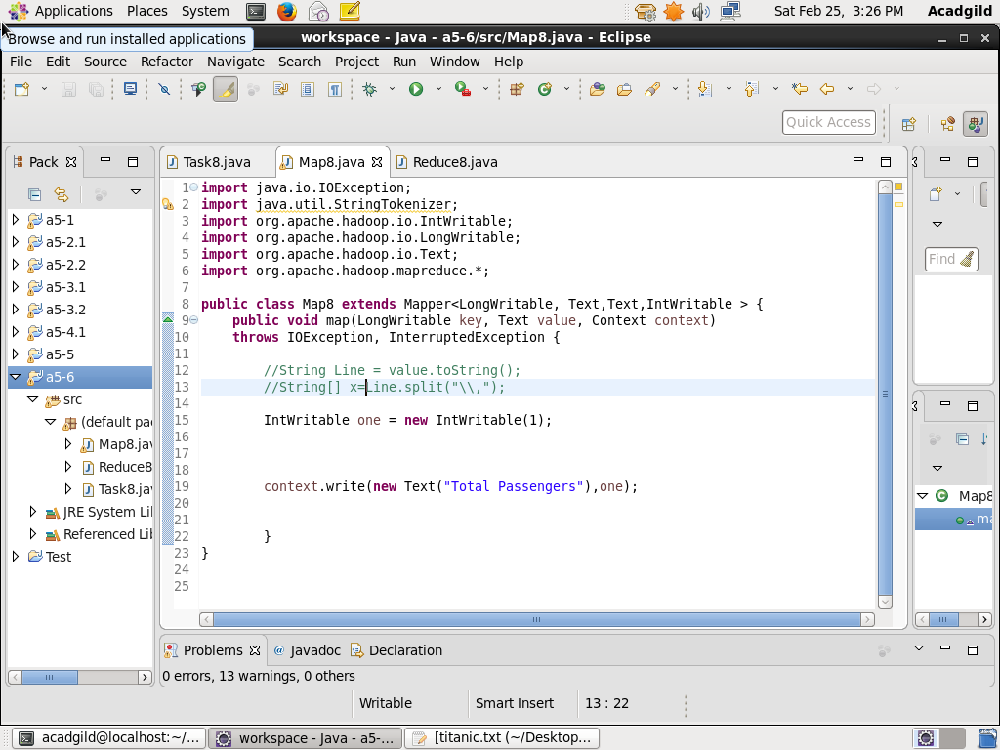 Applications Places System Sat Feb 25, 3:26 PM Acadgild
Browse and run installed applications
workspace - Java - a5-6/src/Map8.java - Eclipse
File Edit Source Refactor Navigate Search Project Run Window Help
Quick Access
Pack
Task8.java Map8.java Reduce8.java
a5-1
a5-2.1
a5-2.2
a5-3.1
a5-3.2
a5-4.1
a5-5
a5-6
src
(default pa
Map8.jav
Reduce8
Task8.jav
JRE System Li
Referenced Lib
Test
1 import java.io.IOException;
2 import java.util.StringTokenizer;
3 import org.apache.hadoop.io.IntWritable;
4 import org.apache.hadoop.io.LongWritable;
5 import org.apache.hadoop.io.Text;
6 import org.apache.hadoop.mapreduce.*;
7
8 public class Map8 extends Mapper<LongWritable, Text,Text,IntWritable > {
9 public void map(LongWritable key, Text value, Context context)
10 throws IOException, InterruptedException {
11
12 //String Line = value.toString();
13 //String[] x=Line.split("\\,");
14
15 IntWritable one = new IntWritable(1);
16
17
18
19 context.write(new Text("Total Passengers"),one);
20
21
22 }
23 }
24
25
Find
Map8
ma
Problems @ Javadoc Declaration
0 errors, 13 warnings, 0 others
Writable Smart Insert 13 : 22
acadgild@localhost:~/... workspace - Java - a5-... [titanic.txt (~/Desktop...